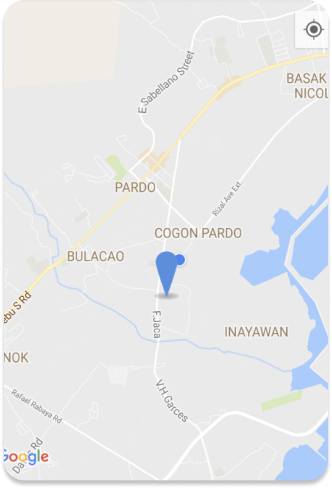 E Sabellano Street
BASAK
NICOL
PARDO
Rizal Ave Ext
COGON PARDO
BULACAO
ebu S Rd
F.Jaca
INAYAWAN
NOK
V.H Garces
Rafael Rabaya Rd
Rd
Google